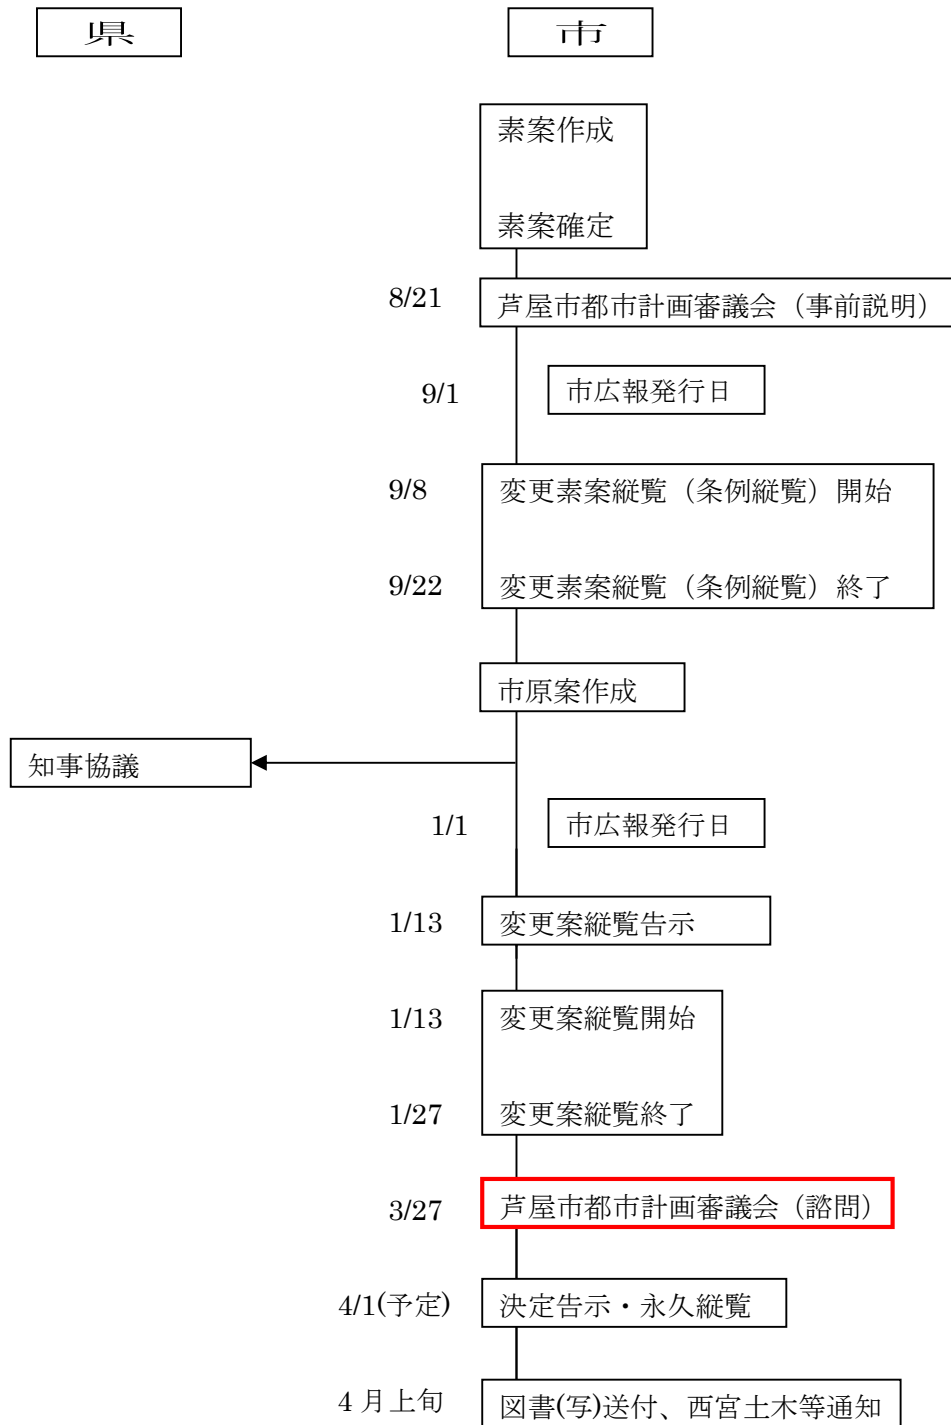 県
市
素案作成
素案確定
8/21
芦屋市都市計画審議会（事前説明）
9/1
市広報発行日
9/8
変更素案縦覧（条例縦覧）開始
9/22
変更素案縦覧（条例縦覧）終了
市原案作成
知事協議
1/1
市広報発行日
1/13
変更案縦覧告示
1/13
変更案縦覧開始
1/27
変更案縦覧終了
3/27
芦屋市都市計画審議会（諮問）
4/1(予定)
決定告示・永久縦覧
4月上旬
図書(写)送付、西宮土木等通知